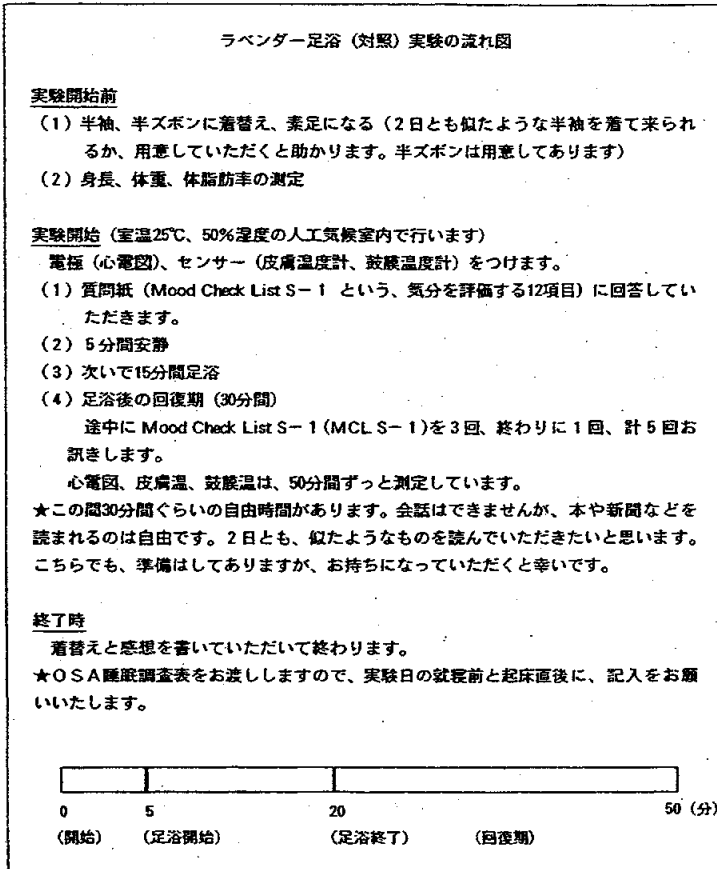 ラベンダー足浴（対照）実験の流れ図
実験開始前
（1）半袖、半ズボンに着替え、素足になる（2日とも似たような半袖を着て来られ
るか、用意していただくと助かります。半ズボンは用意してあります）
（2）身長、体重、体脂肪率の測定
実験開始（室温25℃、50%湿度の人工気候室内で行います）
電極（心電図）、センサー（皮膚温度計、鼓膜温度計）をつけます。
（1）質問紙（Mood Check List S－1 という、気分を評価する12項目）に回答してい
ただきます。
（2）5分間安静
（3）次いで15分間足浴
（4）足浴後の回復期（30分間）
途中に Mood Check List S－1 (MCL S－1)を3回、終わりに1回、計5回お
訊きします。
心電図、皮膚温、鼓膜温は、50分間ずっと測定しています。
★この間30分間ぐらいの自由時間があります。会話はできませんが、本や新聞などを
読まれるのは自由です。2日とも、似たようなものを読んでいただきたいと思います。
こちらでも、準備はしてありますが、お持ちになっていただくと幸いです。
終了時
着替えと感想を書いていただいて終わります。
★OSA睡眠調査表をお渡ししますので、実験日の就寝前と起床直後に、記入をお願
いいたします。
0 5 20 50（分）
（開始） （足浴開始） （足浴終了） （回復期）